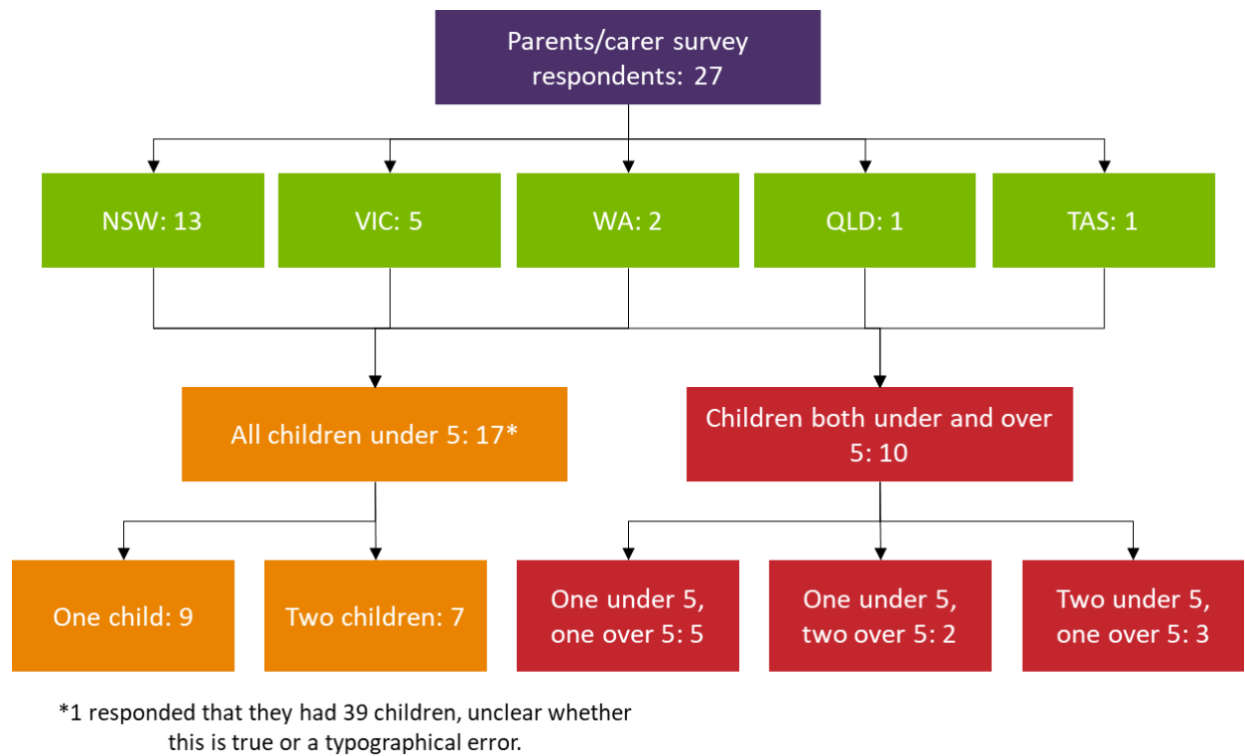 Parents/carer survey
respondents: 27
NSW: 13
VIC: 5
WA: 2
QLD: 1
TAS: 1
All children under 5: 17*
Children both under and over
5: 10
One child: 9
Two children: 7
One under 5,
one over 5: 5
One under 5,
two over 5: 2
Two under 5,
one over 5: 3
*1 responded that they had 39 children, unclear whether
this is true or a typographical error.